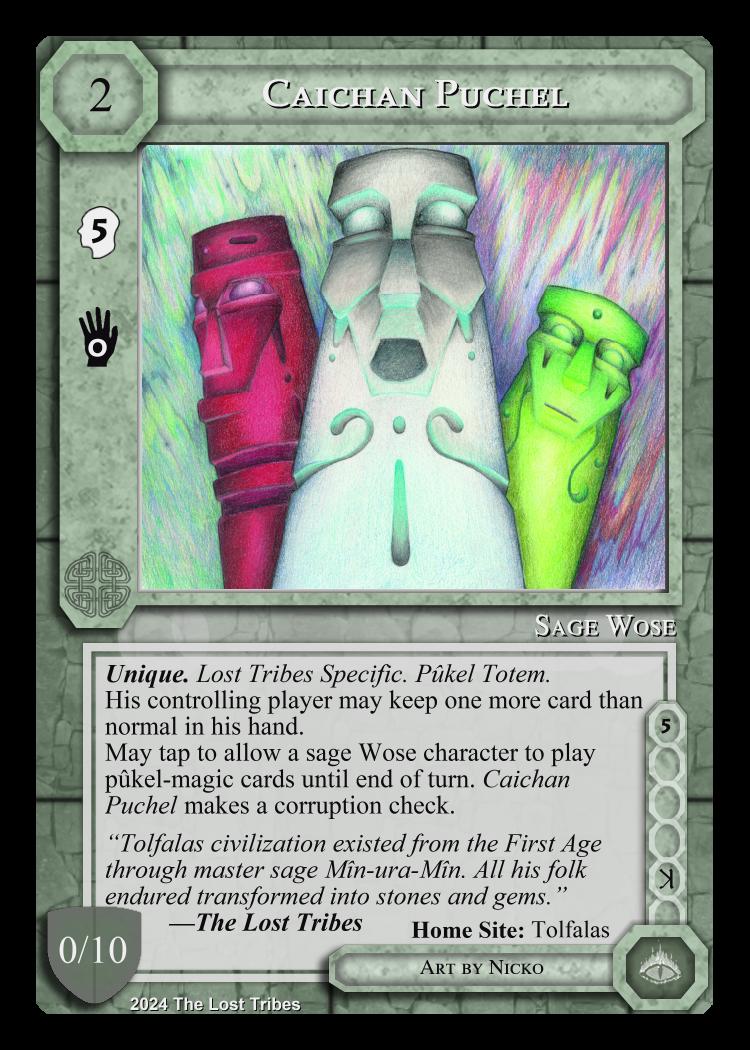 2
Caichan Puchel
5
0
Sage Wose
Unique. Lost Tribes Specific. Pûkel Totem.
His controlling player may keep one more card than
normal in his hand.
May tap to allow a sage Wose character to play
pûkel-magic cards until end of turn. Caichan
Puchel makes a corruption check.
5
“Tolfalas civilization existed from the First Age
through master sage Mîn-ura-Mîn. All his folk
endured transformed into stones and gems.”
—The Lost Tribes
Home Site: Tolfalas
0/10
Art by Nicko
2024 The Lost Tribes